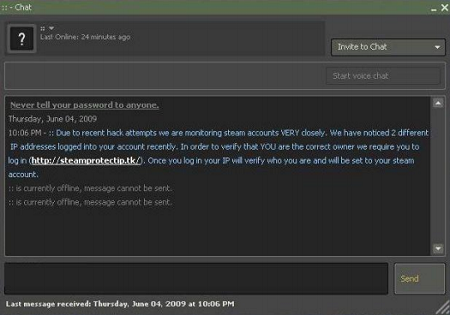 :: - Chat
?
::
Last Online: 24 minutes ago
Invite to Chat
Start voice chat
Never tell your password to anyone.
Thursday, June 04, 2009
10:06 PM - :: Due to recent hack attempts we are monitoring steam accounts VERY closely. We have noticed 2 different
IP addresses logged into your account recently. In order to verify that YOU are the correct owner we require you to
log in (http://steamprotectip.tk/). Once you log in your IP will verify who you are and will be set to your steam
account.
:: is currently offline, message cannot be sent.
:: is currently offline, message cannot be sent.
Send
Last message received: Thursday, June 04, 2009 at 10:06 PM